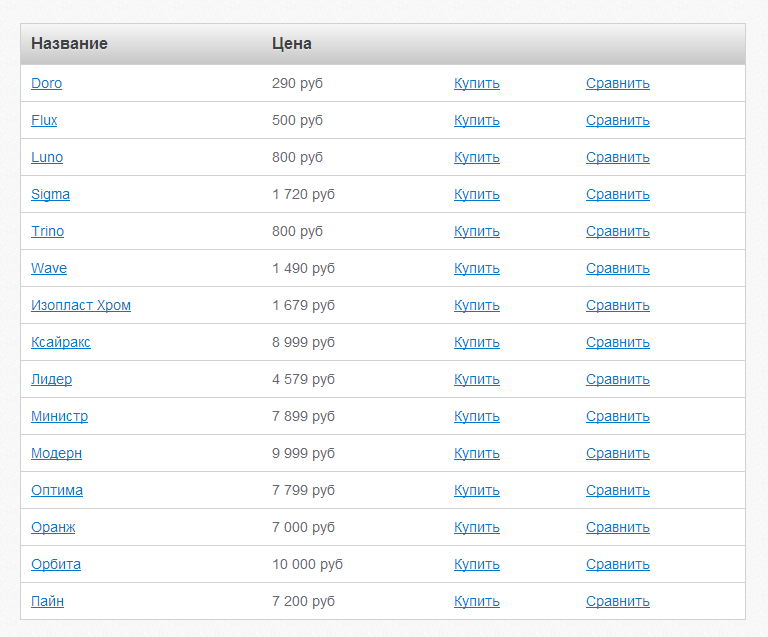 Название Цена
Doro 290 руб Купить Сравнить
Flux 500 руб Купить Сравнить
Luno 800 руб Купить Сравнить
Sigma 1 720 руб Купить Сравнить
Trino 800 руб Купить Сравнить
Wave 1 490 руб Купить Сравнить
Изопласт Хром 1 679 руб Купить Сравнить
Ксайракс 8 999 руб Купить Сравнить
Лидер 4 579 руб Купить Сравнить
Министр 7 899 руб Купить Сравнить
Модерн 9 999 руб Купить Сравнить
Оптима 7 799 руб Купить Сравнить
Оранж 7 000 руб Купить Сравнить
Орбита 10 000 руб Купить Сравнить
Пайн 7 200 руб Купить Сравнить